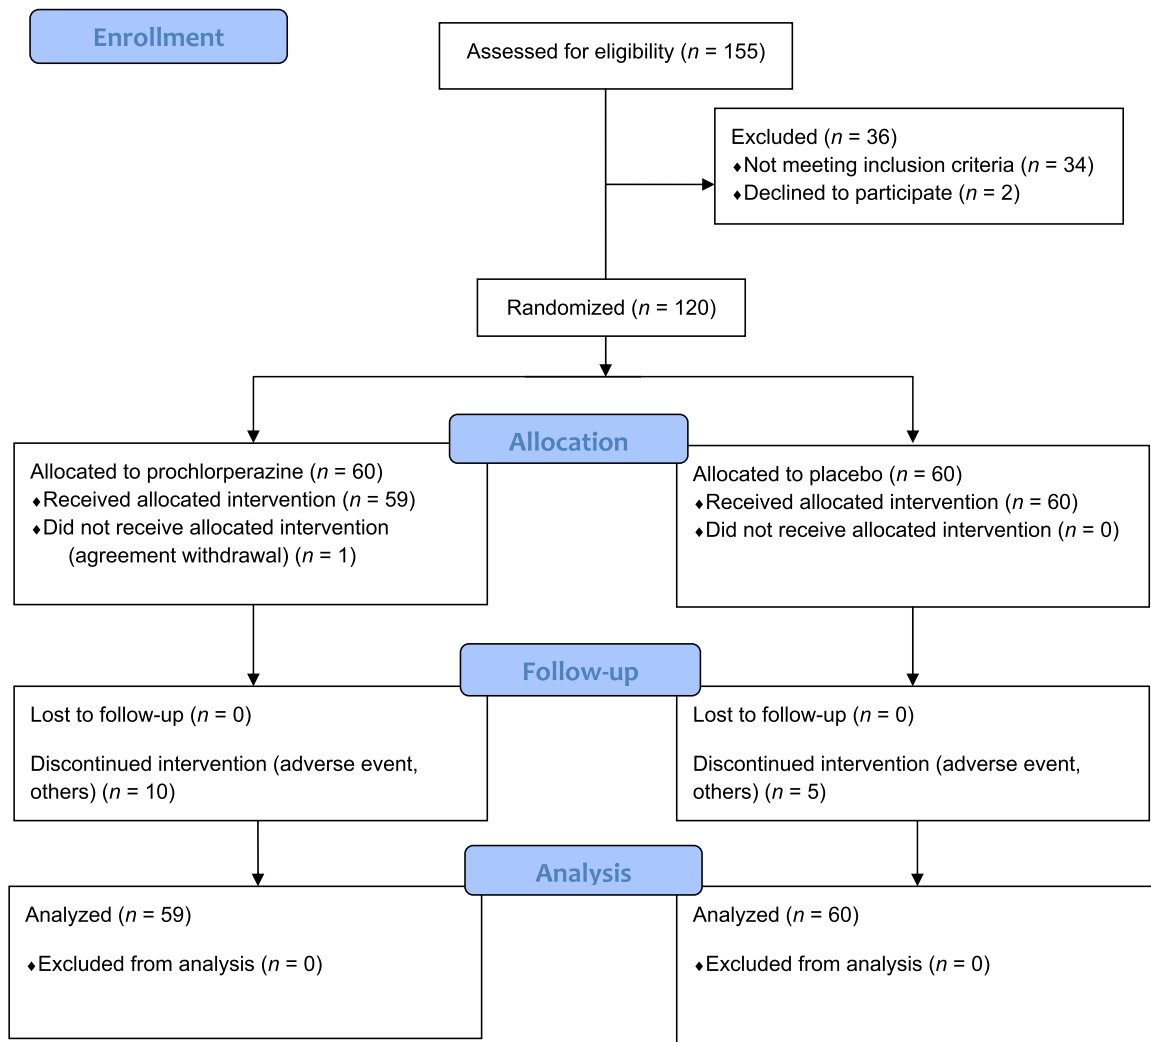 Enrollment
Assessed for eligibility (n = 155)
Excluded (n = 36)
♦Not meeting inclusion criteria (n = 34)
♦Declined to participate (n = 2)
Randomized (n = 120)
Allocation
Allocated to prochlorperazine (n = 60)
♦Received allocated intervention (n = 59)
♦Did not receive allocated intervention
(agreement withdrawal) (n = 1)
Allocated to placebo (n = 60)
♦Received allocated intervention (n = 60)
♦Did not receive allocated intervention (n = 0)
Follow-up
Lost to follow-up (n = 0)
Discontinued intervention (adverse event,
others) (n = 10)
Lost to follow-up (n = 0)
Discontinued intervention (adverse event,
others) (n = 5)
Analysis
Analyzed (n = 59)
♦Excluded from analysis (n = 0)
Analyzed (n = 60)
♦Excluded from analysis (n = 0)